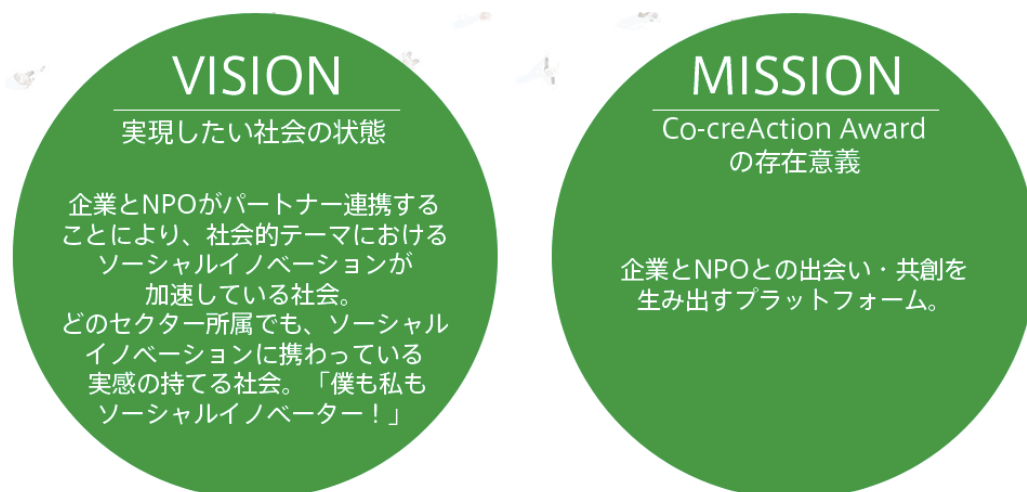 VISION
実現したい社会の状態
企業とNPOがパートナー連携する
ことにより、社会的テーマにおける
ソーシャルイノベーションが
加速している社会。
どのセクター所属でも、ソーシャル
イノベーションに携わっている
実感の持てる社会。「僕も私も
ソーシャルイノベーター！」
MISSION
Co-creAction Award
の存在意義
企業とNPOとの出会い・共創を
生み出すプラットフォーム。